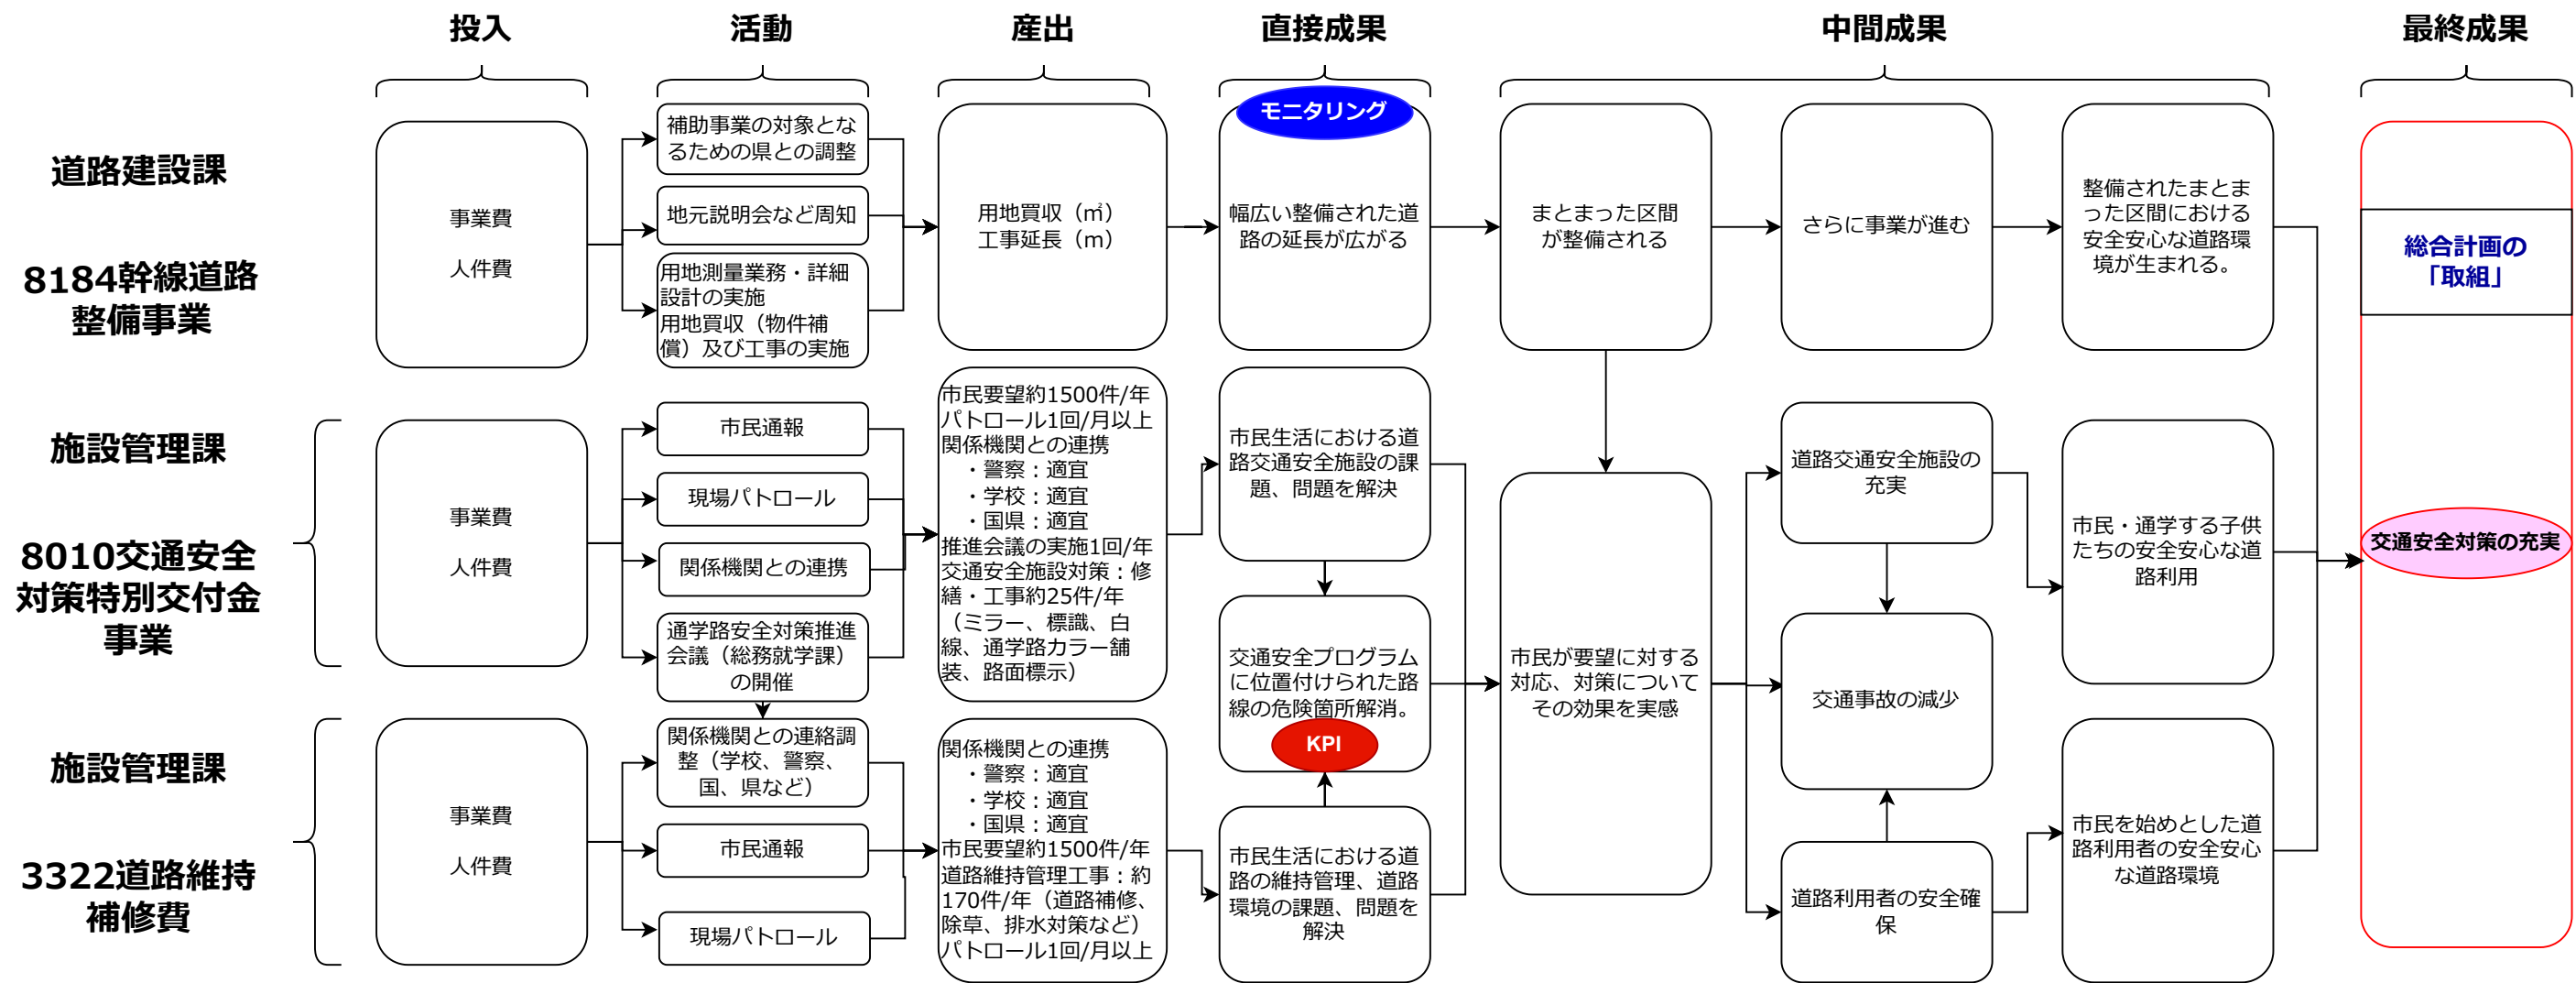 投入
活動
産出
直接成果
中間成果
最終成果
道路建設課
8184幹線道路
整備事業
事業費
人件費
補助事業の対象とな
るための県との調整
地元説明会など周知
用地測量業務・詳細
設計の実施
用地買収（物件補
償）及び工事の実施
用地買収（㎡）
工事延長（m）
モニタリング
幅広い整備された道
路の延長が広がる
まとまった区間
が整備される
さらに事業が進む
整備されたまとま
った区間における
安全安心な道路環
境が生まれる。
総合計画の
「取組」
施設管理課
8010交通安全
対策特別交付金
事業
事業費
人件費
市民通報
現場パトロール
関係機関との連携
通学路安全対策推進
会議（総務就学課）
の開催
市民要望約1500件/年
パトロール1回/月以上
関係機関との連携
・警察：適宜
・学校：適宜
・国県：適宜
推進会議の実施1回/年
交通安全施設対策：修
繕・工事約25件/年
（ミラー、標識、白
線、通学路カラー舗
装、路面標示）
市民生活における道
路交通安全施設の課
題、問題を解決
交通安全プログラム
に位置付けられた路
線の危険箇所解消。
KPI
市民が要望に対する
対応、対策について
その効果を実感
道路交通安全施設の
充実
交通事故の減少
市民・通学する子供
たちの安全安心な道
路利用
交通安全対策の充実
施設管理課
3322道路維持
補修費
事業費
人件費
関係機関との連絡調
整（学校、警察、
国、県など）
市民通報
現場パトロール
関係機関との連携
・警察：適宜
・学校：適宜
・国県：適宜
市民要望約1500件/年
道路維持管理工事：約
170件/年（道路補修、
除草、排水対策など）
パトロール1回/月以上
市民生活における道
路の維持管理、道路
環境の課題、問題を
解決
道路利用者の安全確
保
市民を始めとした道
路利用者の安全安心
な道路環境